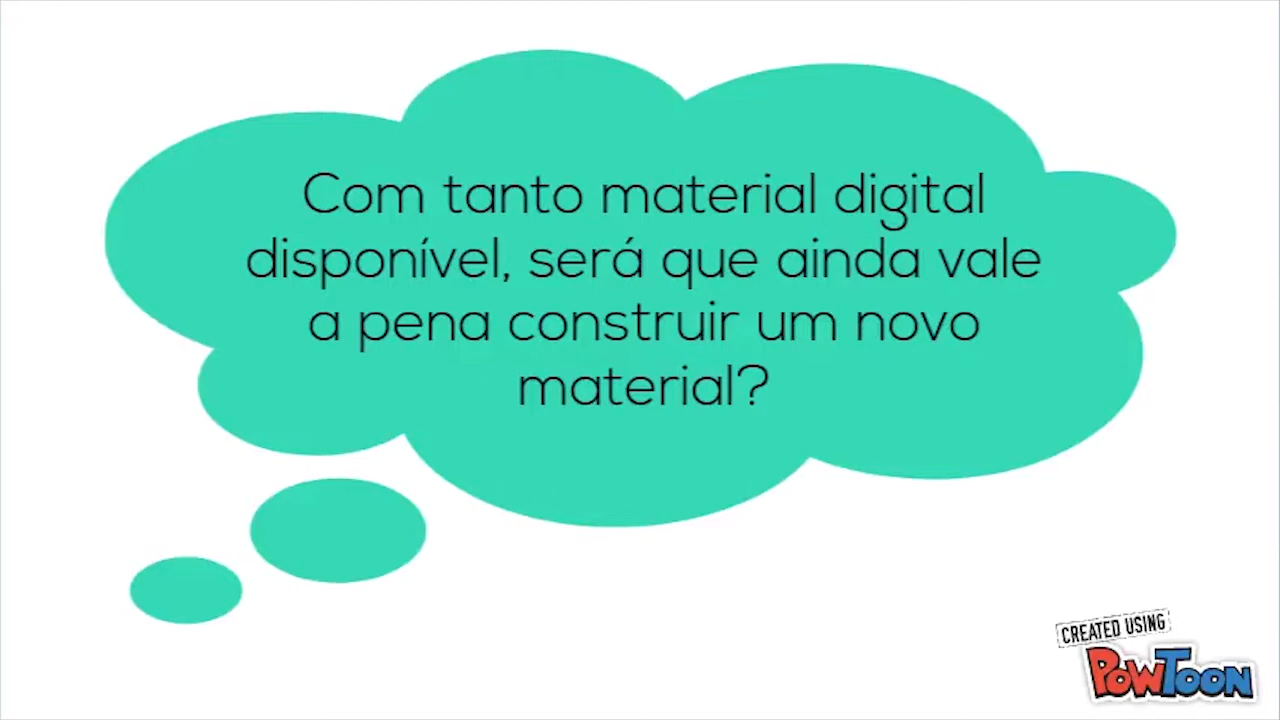 Com tanto material digital
disponível, será que ainda vale
a pena construir um novo
material?
CREATED USING
POWTOON